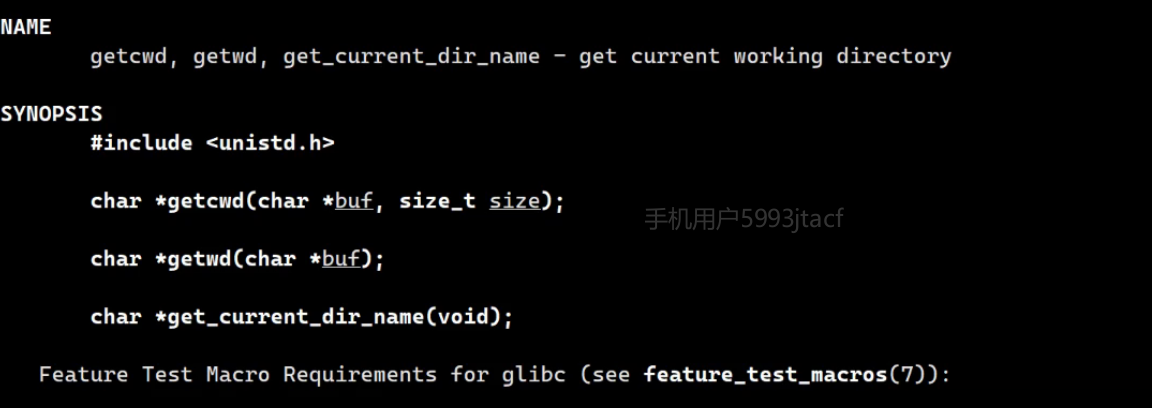 NAME
getcwd, getwd, get_current_dir_name - get current working directory
SYNOPSIS
#include <unistd.h>
char *getcwd(char *buf, size_t size);
手机用户5993jtacf
char *getwd(char *buf);
char *get_current_dir_name(void);
Feature Test Macro Requirements for glibc (see feature_test_macros(7)):